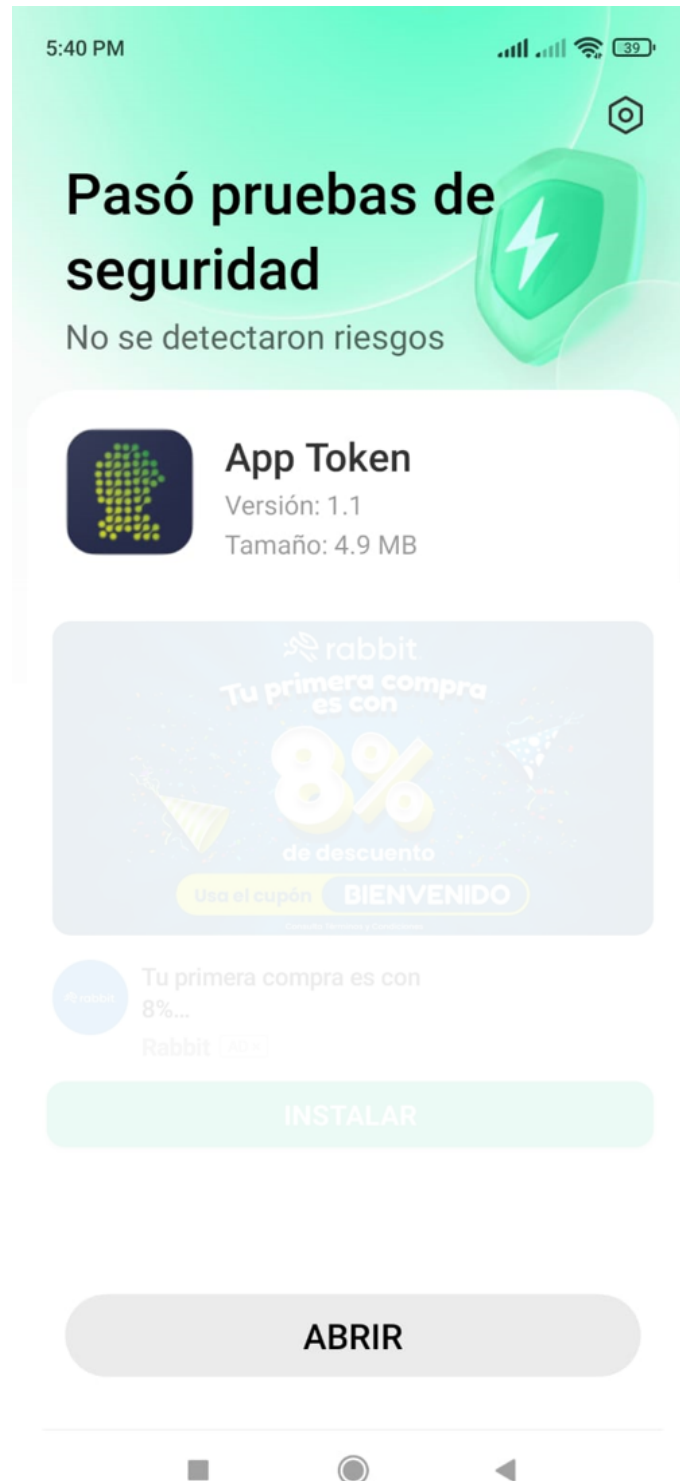 5:40 PM
39
Pasó pruebas de
seguridad
No se detectaron riesgos
App Token
Versión: 1.1
Tamaño: 4.9 MB
rabbit
Tu primera compra
es con
8%
de descuento
Usa el cupón BIENVENIDO
Tu primera compra es con
8%...
Rabbit
INSTALAR
ABRIR